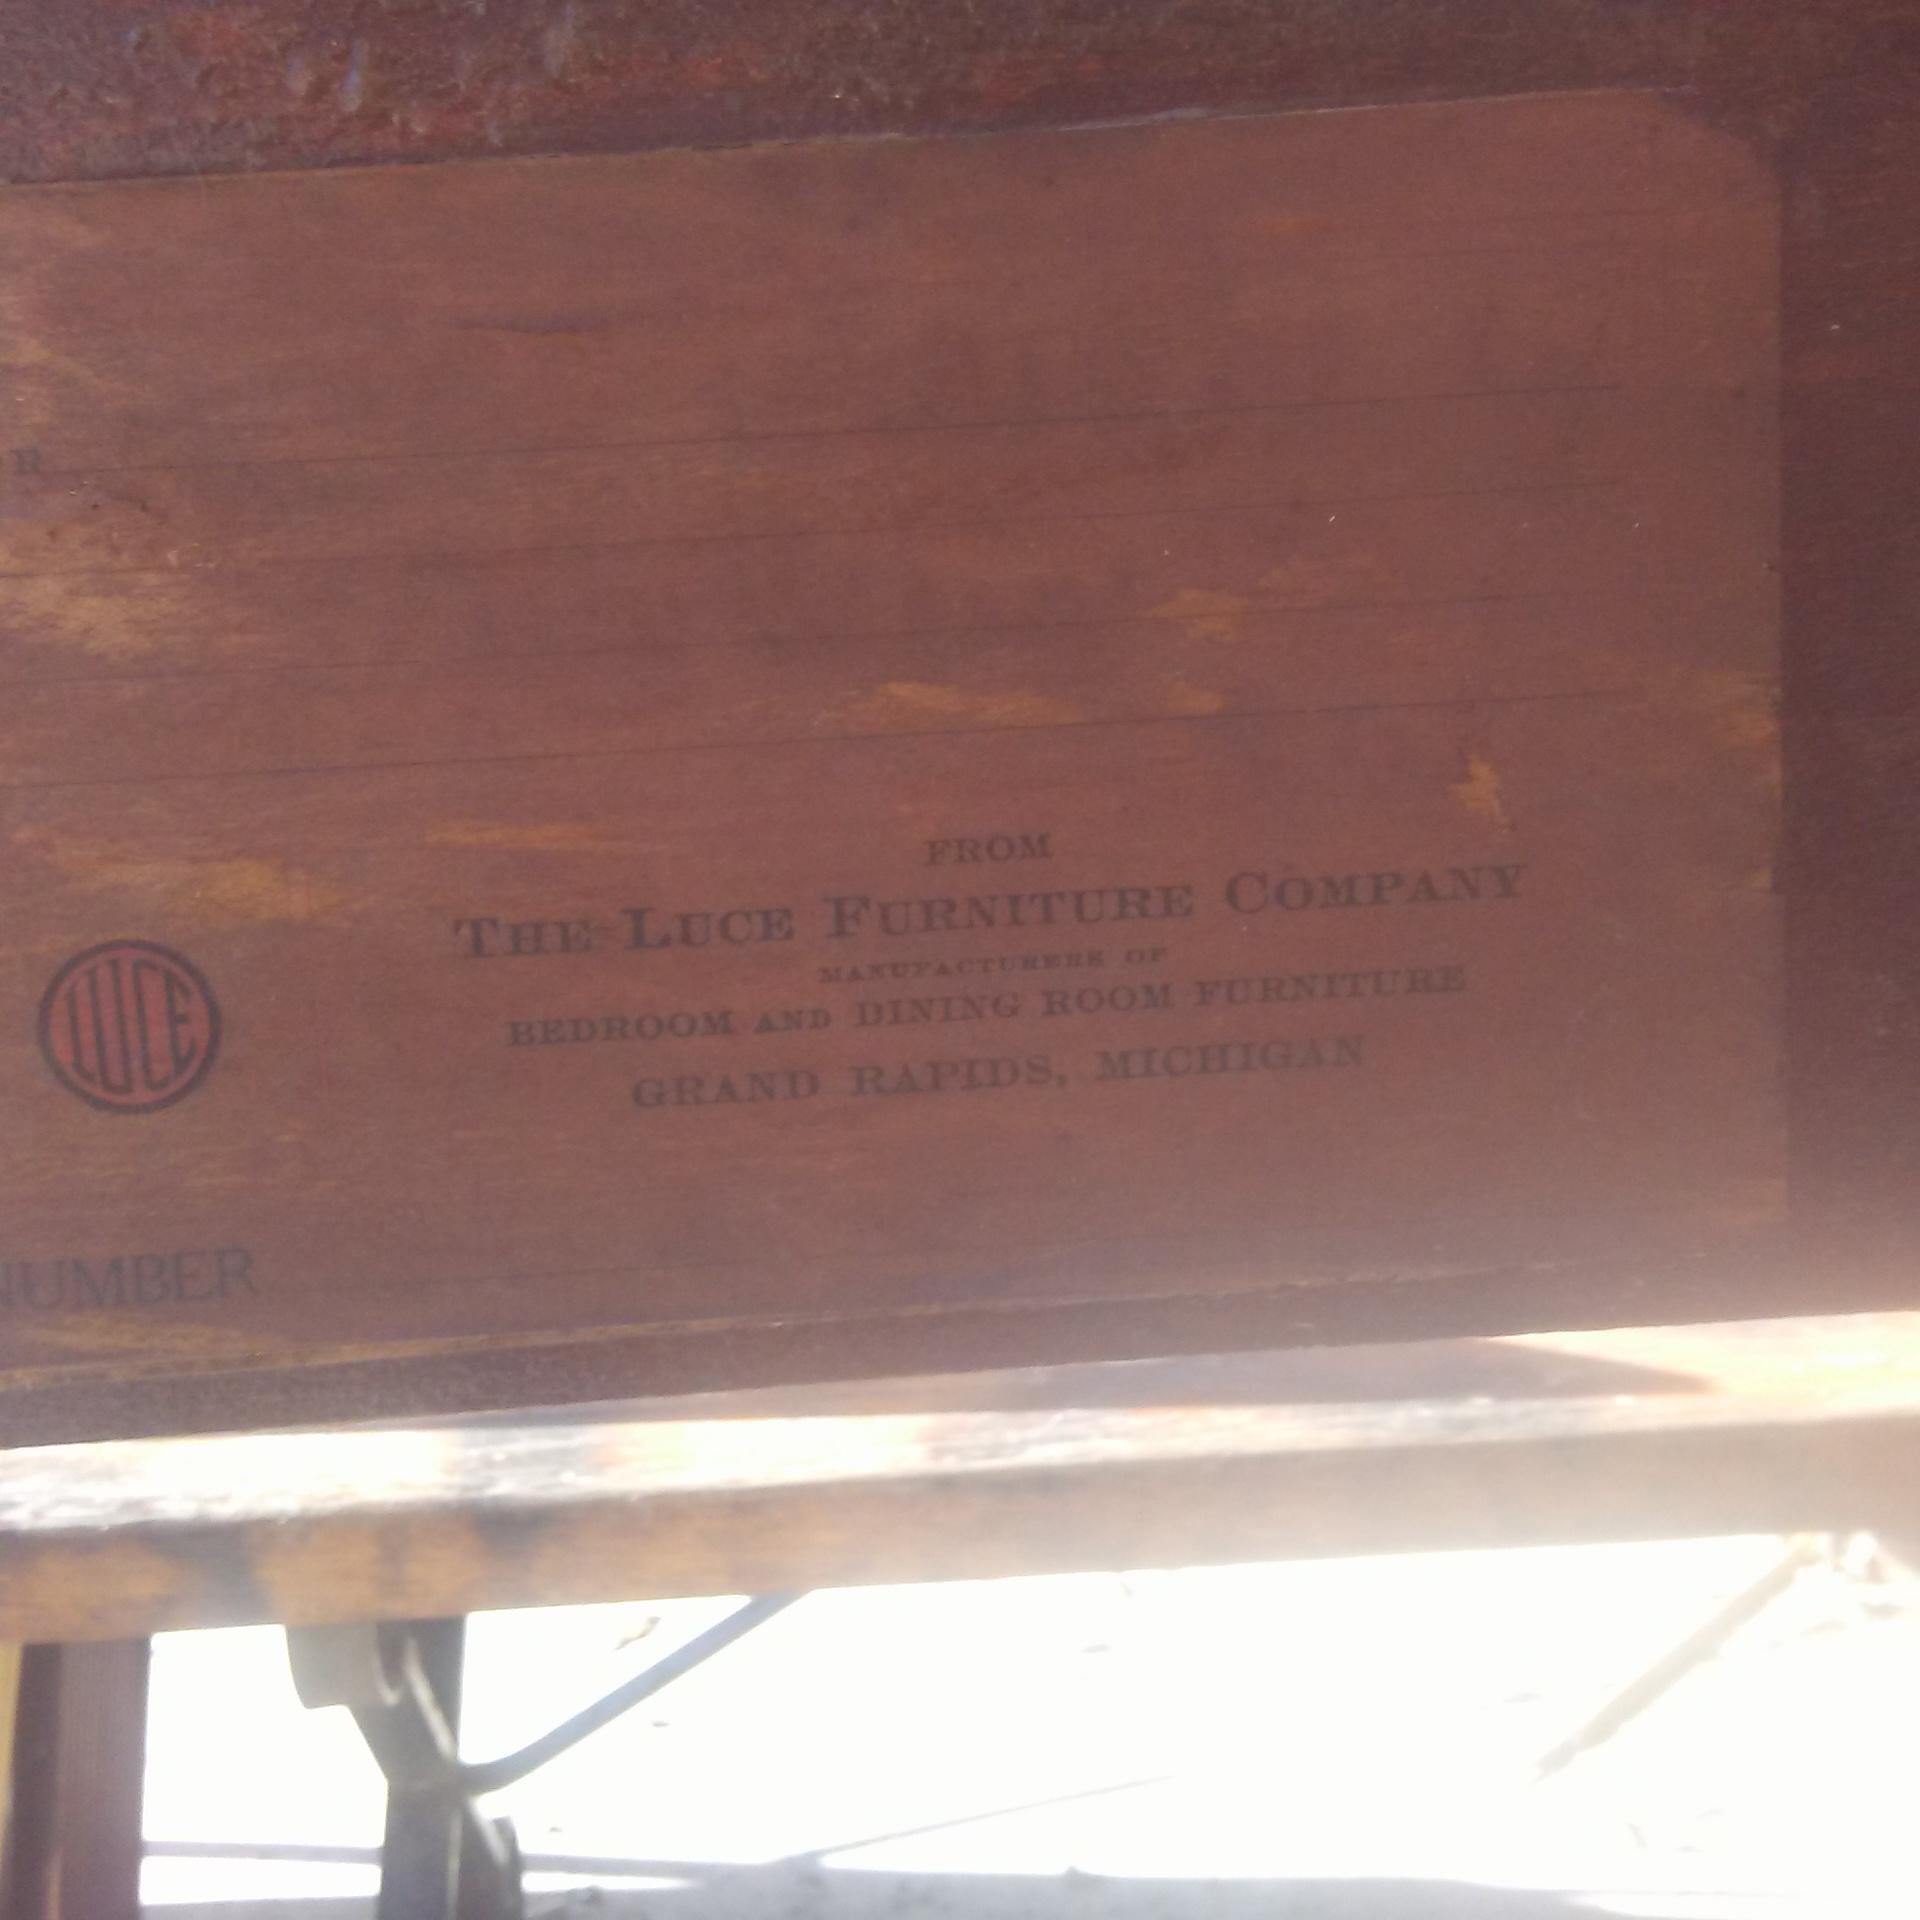 R
FROM
THE LUCE FURNITURE COMPANY
MANUFACTURERS OF
BEDROOM AND DINING ROOM FURNITURE
LUCE
GRAND RAPIDS, MICHIGAN
NUMBER